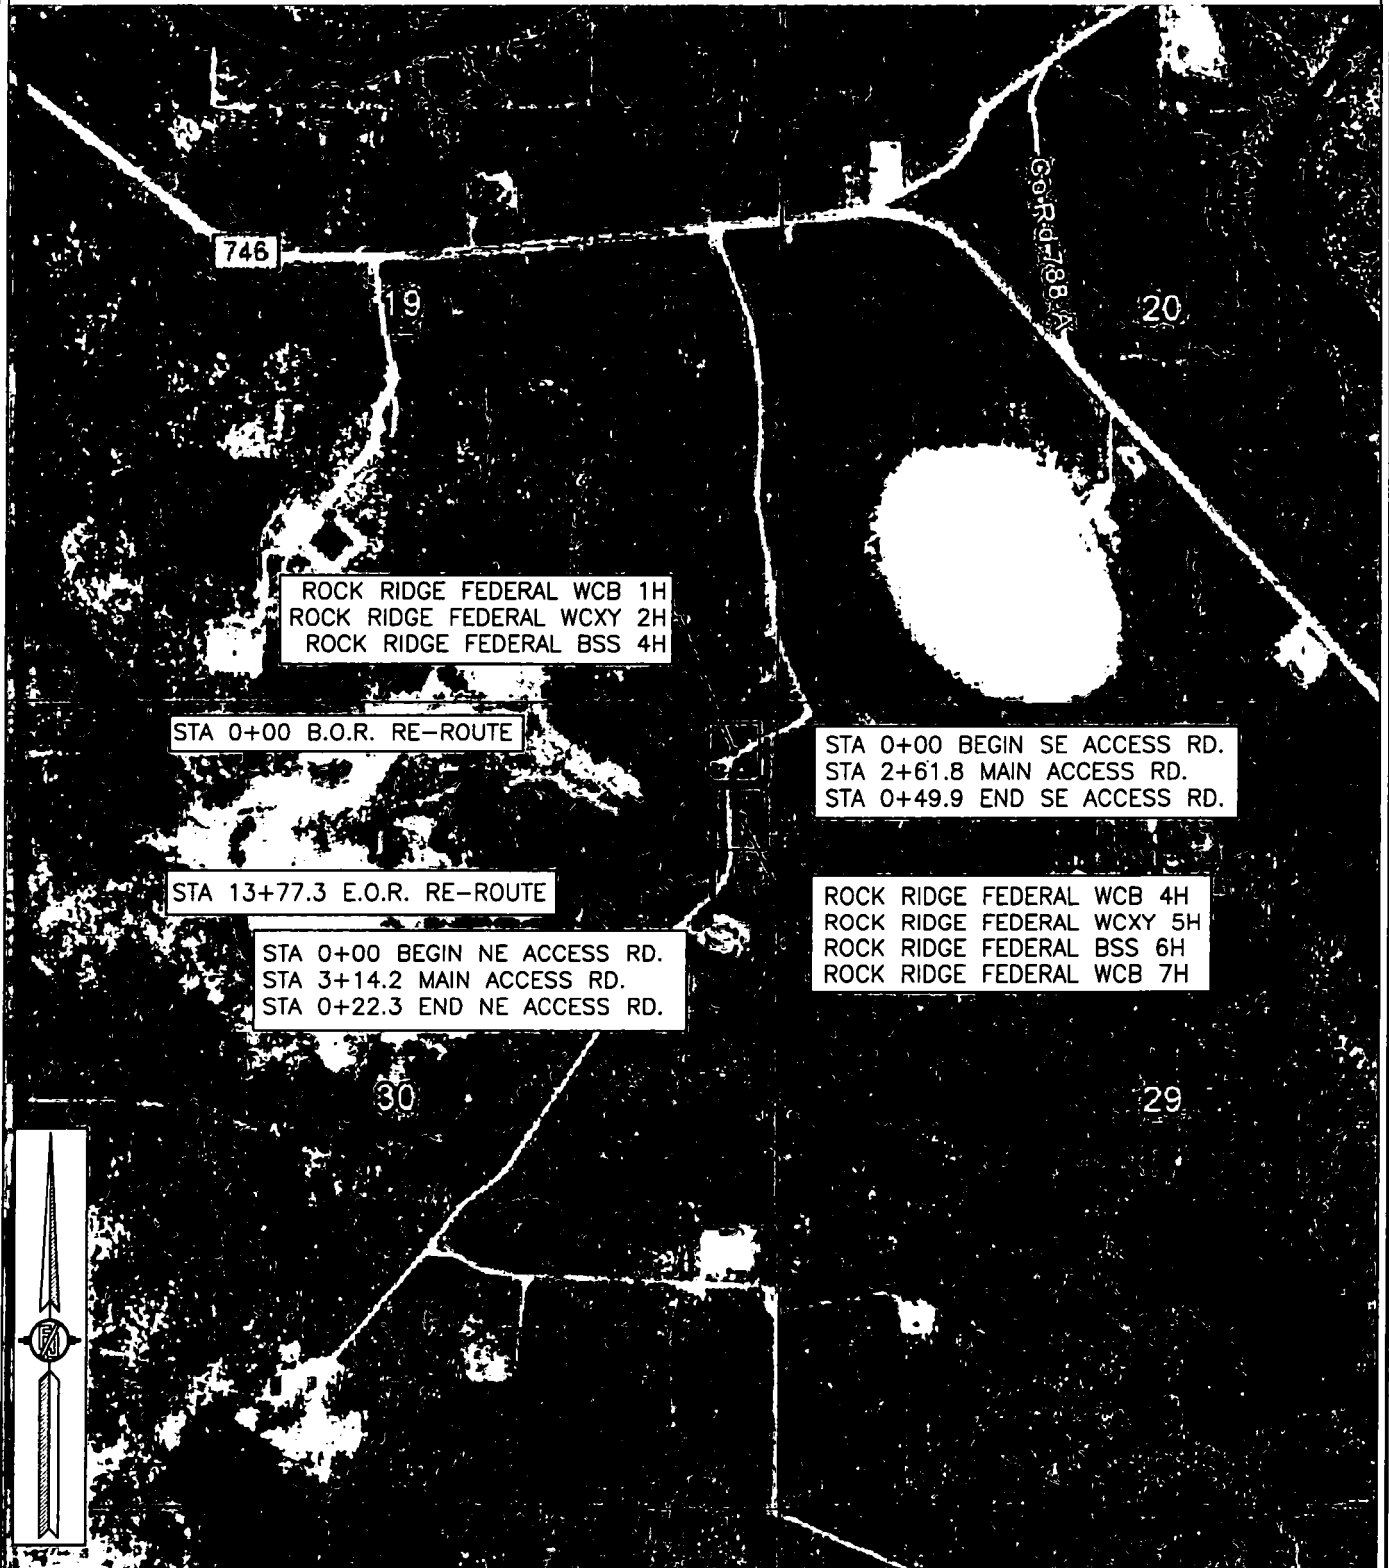 Co Rd 788 A
746
19
20
ROCK RIDGE FEDERAL WCB 1H
ROCK RIDGE FEDERAL WCXY 2H
ROCK RIDGE FEDERAL BSS 4H
STA 0+00 B.O.R. RE-ROUTE
STA 0+00 BEGIN SE ACCESS RD.
STA 2+61.8 MAIN ACCESS RD.
STA 0+49.9 END SE ACCESS RD.
STA 13+77.3 E.O.R. RE-ROUTE
ROCK RIDGE FEDERAL WCB 4H
ROCK RIDGE FEDERAL WCXY 5H
ROCK RIDGE FEDERAL BSS 6H
ROCK RIDGE FEDERAL WCB 7H
STA 0+00 BEGIN NE ACCESS RD.
STA 3+14.2 MAIN ACCESS RD.
STA 0+22.3 END NE ACCESS RD.
30
29